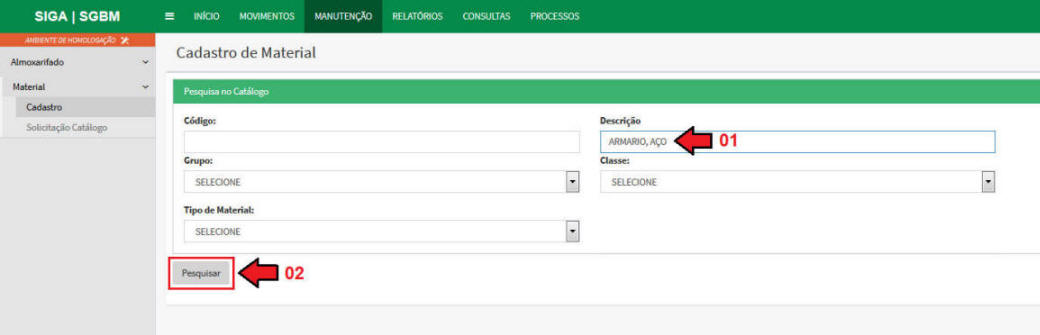 SIGA | SGBM
INÍCIO MOVIMENTOS MANUTENÇÃO RELATÓRIOS CONSULTAS PROCESSOS
AMBIENTE DE HOMOLOGAÇÃO
Almoxarifado
Material
Cadastro
Solicitação Catálogo
Cadastro de Material
Pesquisa no Catálogo
Código: Descrição
ARMARIO, AÇO 01
Grupo: Classe:
SELECIONE SELECIONE
Tipo de Material:
SELECIONE
Pesquisar 02